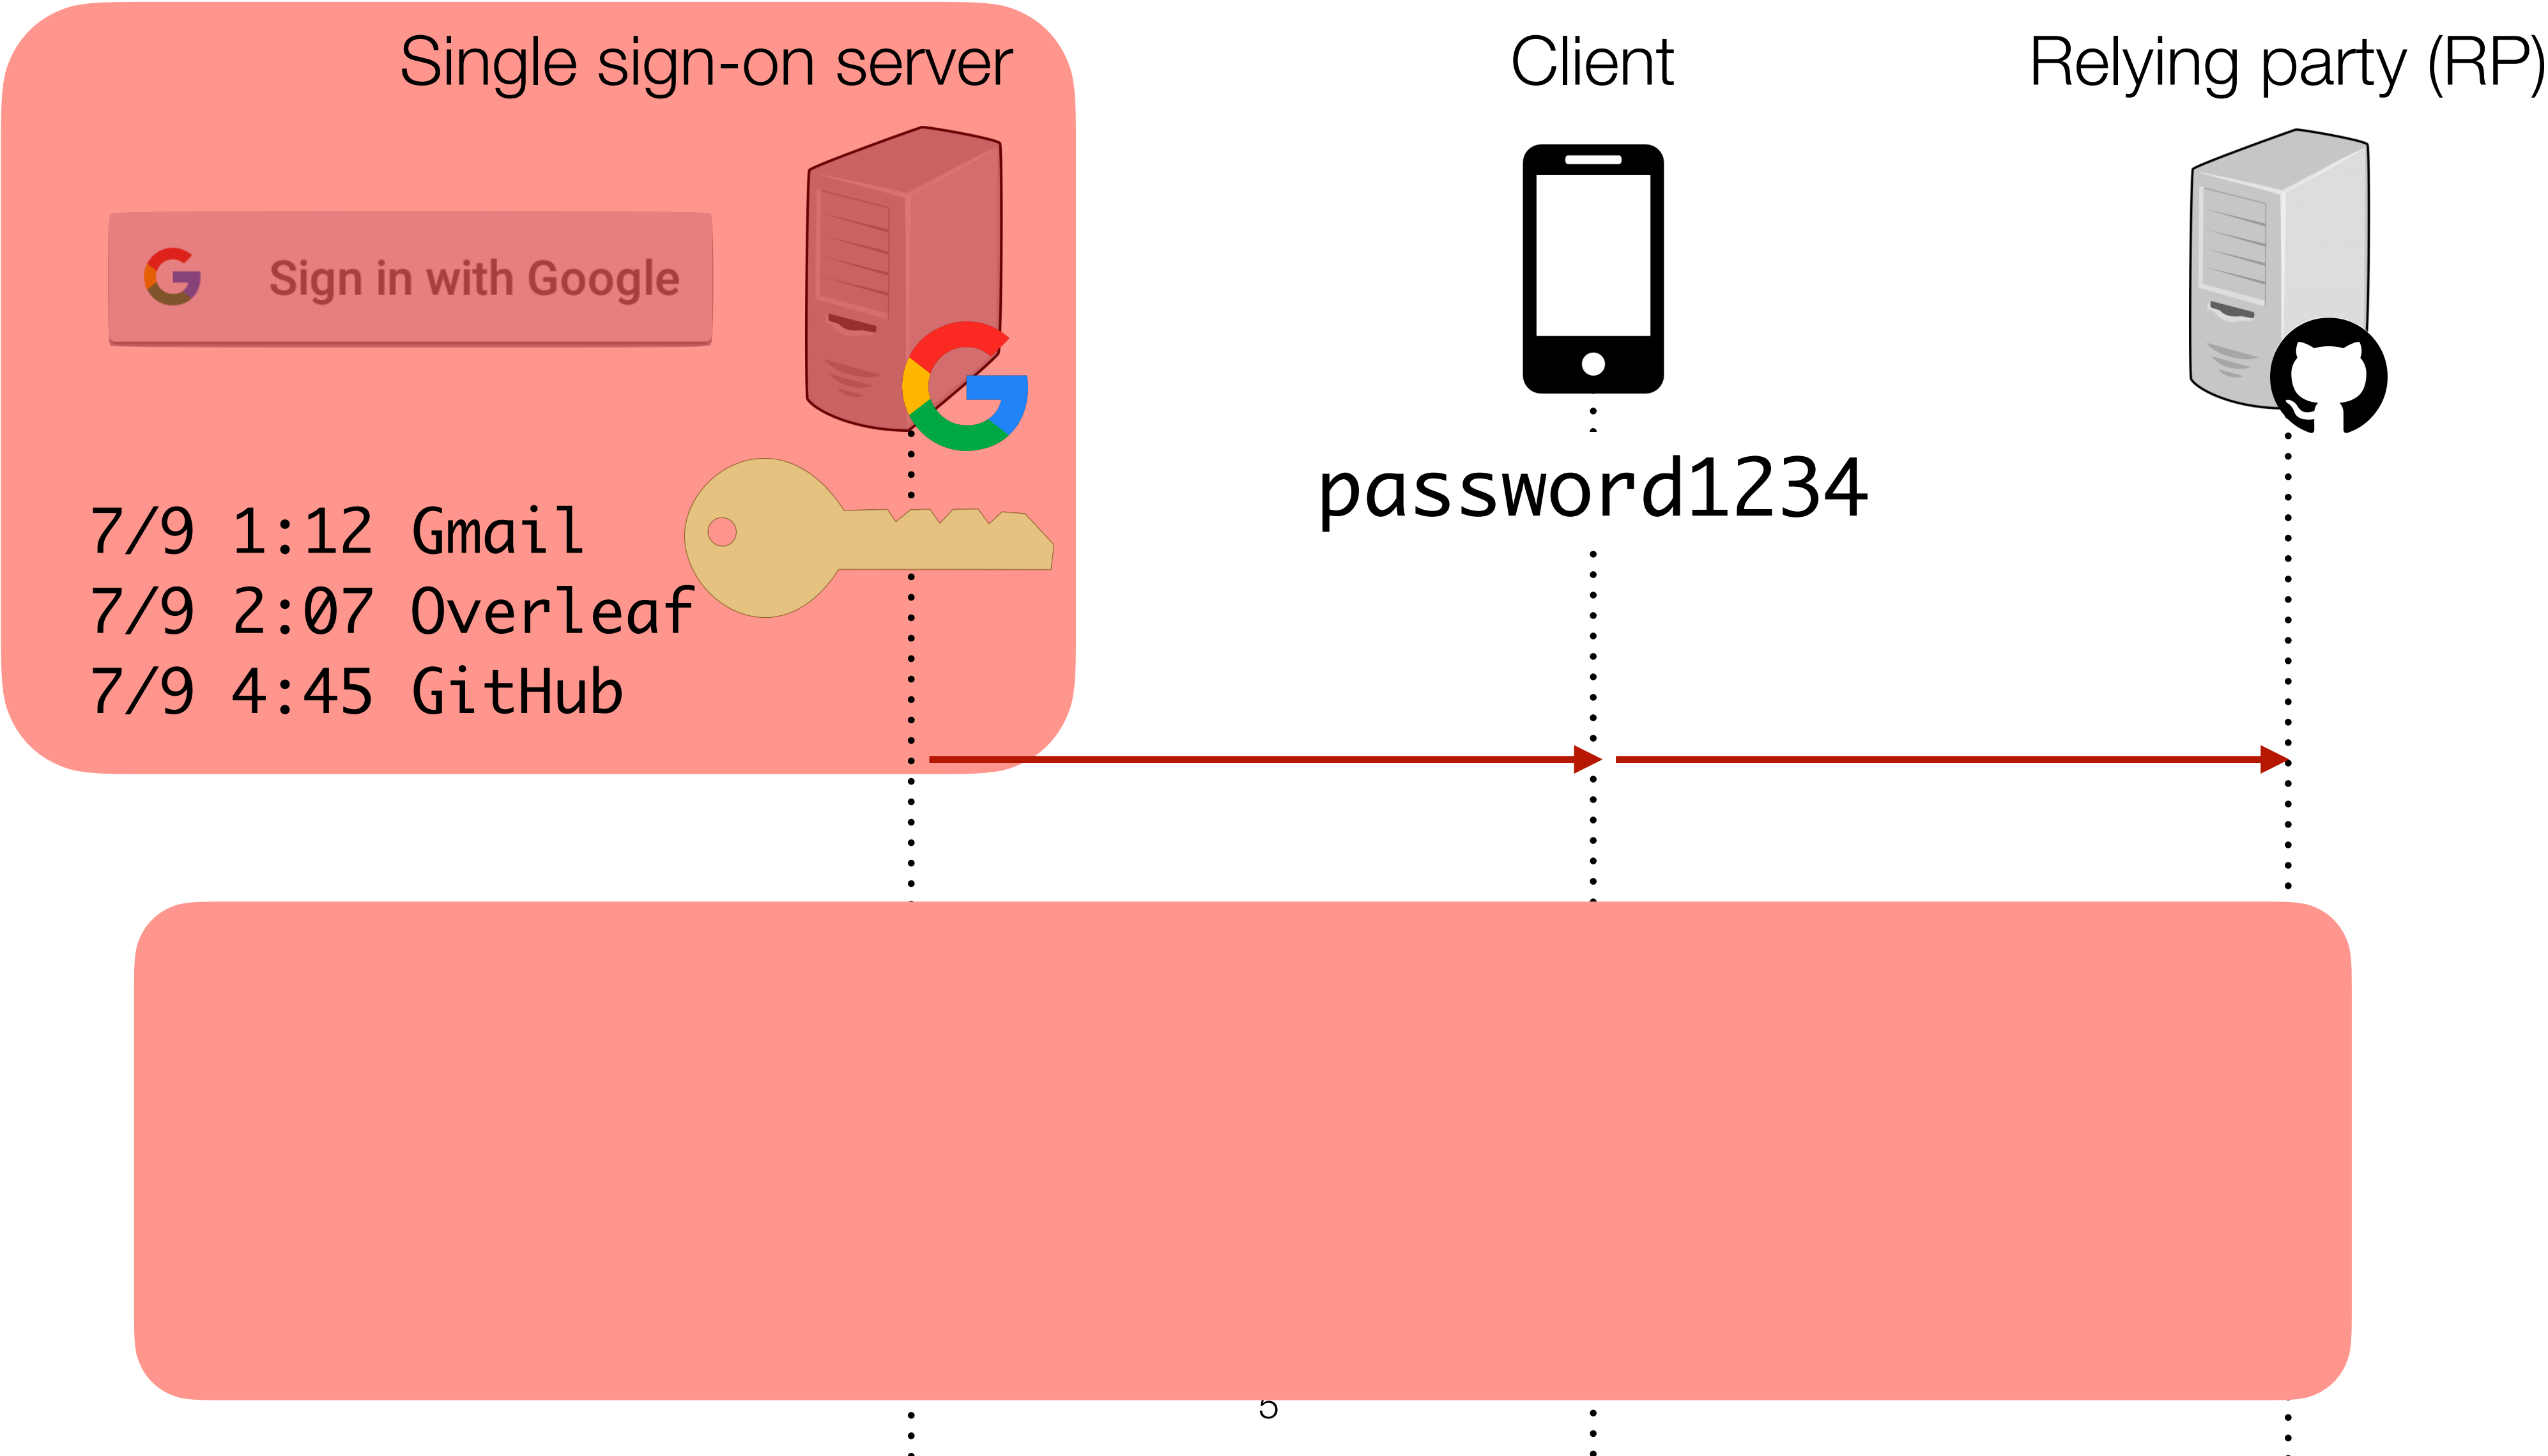 Single sign-on server
Client
Relying party (RP)
Sign in with Google
password1234
7/9 1:12 Gmail
7/9 2:07 Overleaf
7/9 4:45 GitHub
5